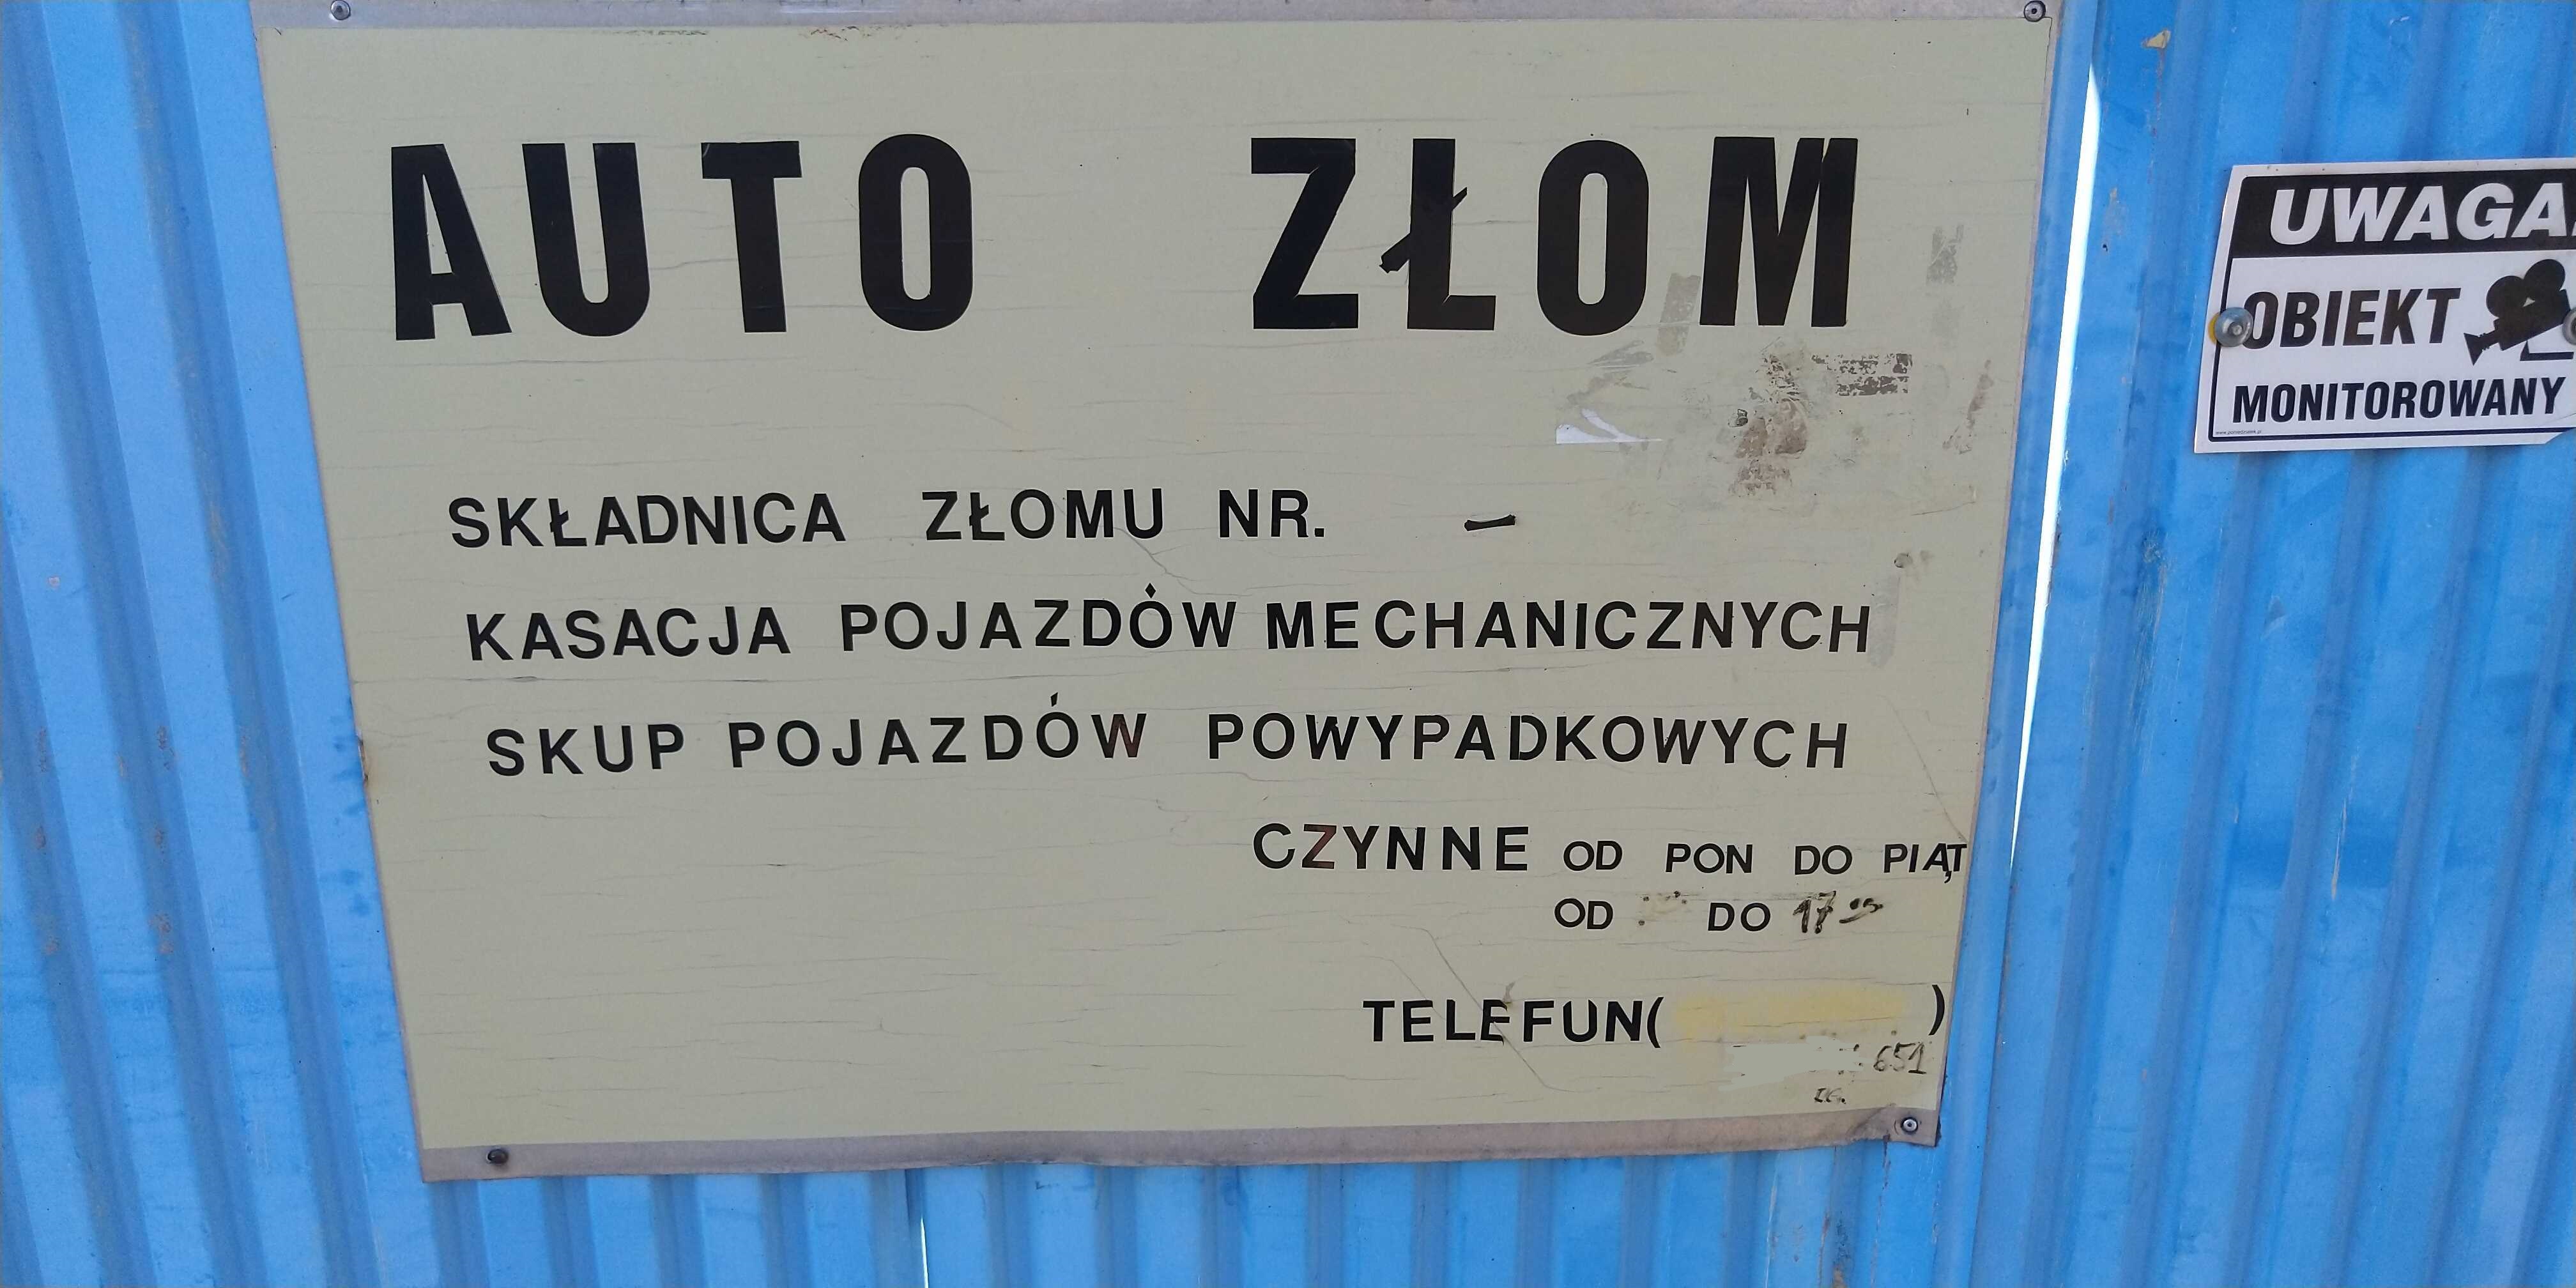 AUTO ZŁOM
SKŁADNICA ZŁOMU NR. –
KASACJA POJAZDÓW MECHANICZNYCH
SKUP POJAZDÓW POWYPADKOWYCH
CZYNNE OD PON DO PIĄT
OD DO 17
TELEFUN( )
651
UWAGA
OBIEKT
MONITOROWANY